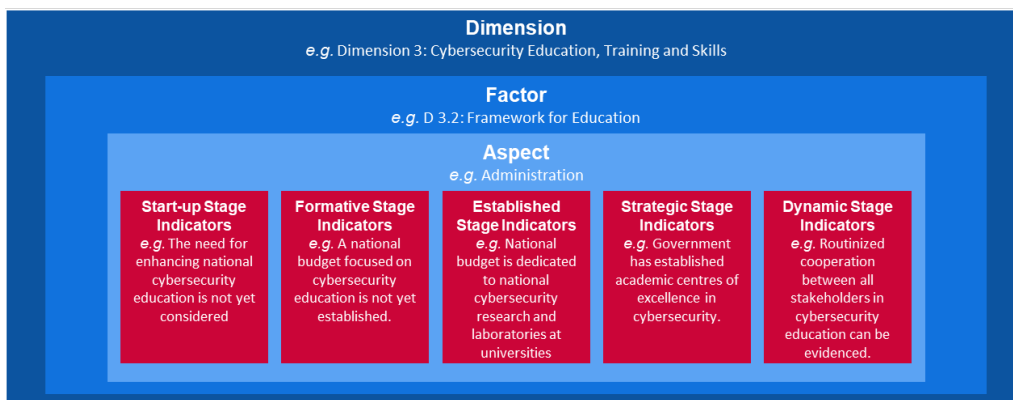 Dimension
e.g. Dimension 3: Cybersecurity Education, Training and Skills
Factor
e.g. D 3.2: Framework for Education
Aspect
e.g. Administration
Start-up Stage
Indicators
e.g. The need for
enhancing national
cybersecurity
education is not yet
considered
Formative Stage
Indicators
e.g. A national
budget focused on
cybersecurity
education is not yet
established.
Established
Stage Indicators
e.g. National
budget is dedicated
to national
cybersecurity
research and
laboratories at
universities
Strategic Stage
Indicators
e.g. Government
has established
academic centres of
excellence in
cybersecurity.
Dynamic Stage
Indicators
e.g. Routinized
cooperation
between all
stakeholders in
cybersecurity
education can be
evidenced.